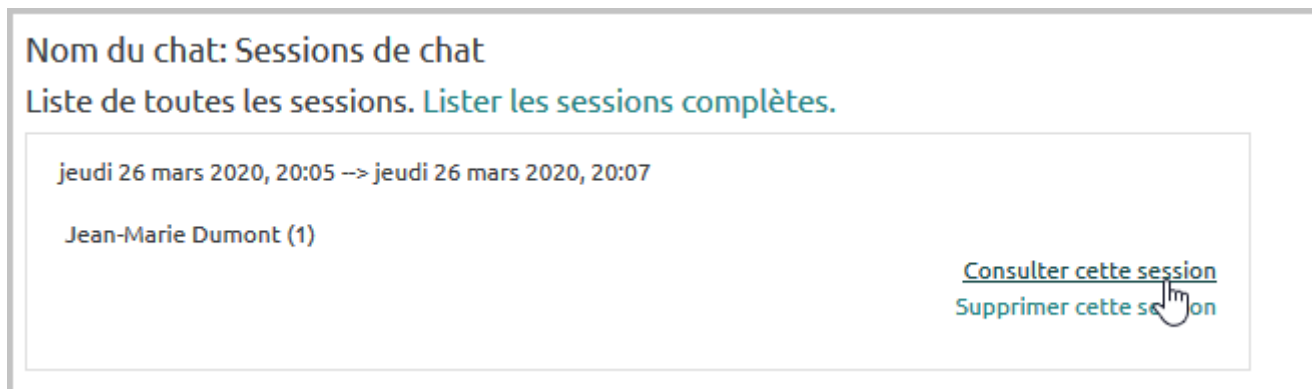 Nom du chat: Sessions de chat
Liste de toutes les sessions. Lister les sessions complètes.
jeudi 26 mars 2020, 20:05 --> jeudi 26 mars 2020, 20:07
Jean-Marie Dumont (1)
Consulter cette session
Supprimer cette session